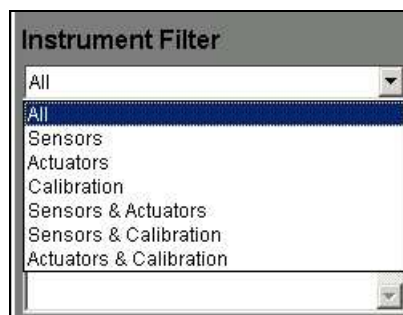 Instrument Filter
All
All
Sensors
Actuators
Calibration
Sensors & Actuators
Sensors & Calibration
Actuators & Calibration